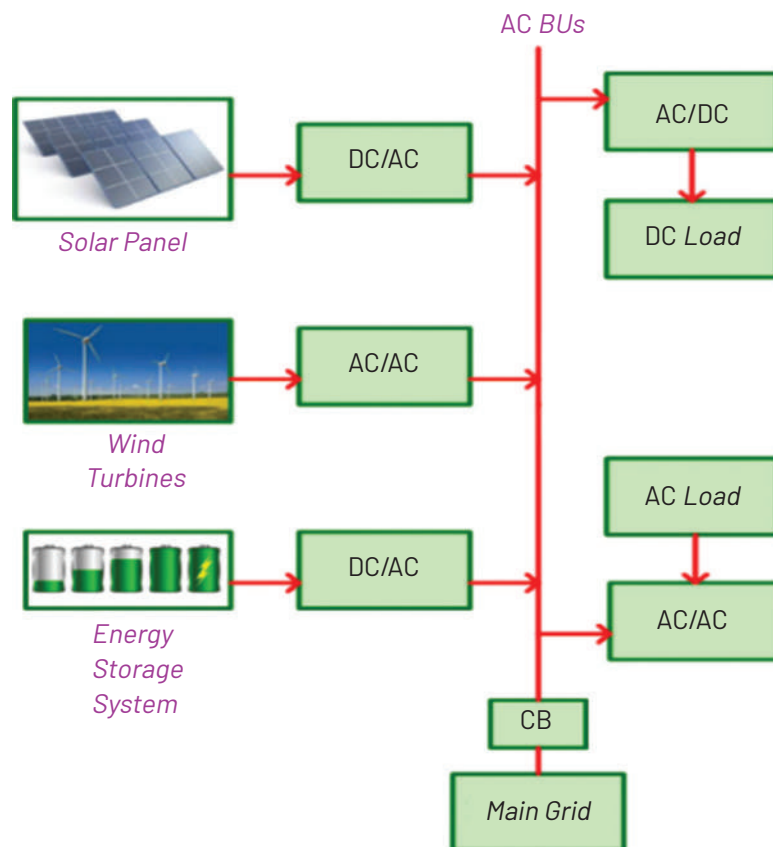 AC BUs
AC/DC
DC/AC
DC Load
Solar Panel
AC/AC
Wind
Turbines
AC Load
DC/AC
AC/AC
Energy
Storage
System
CB
Main Grid